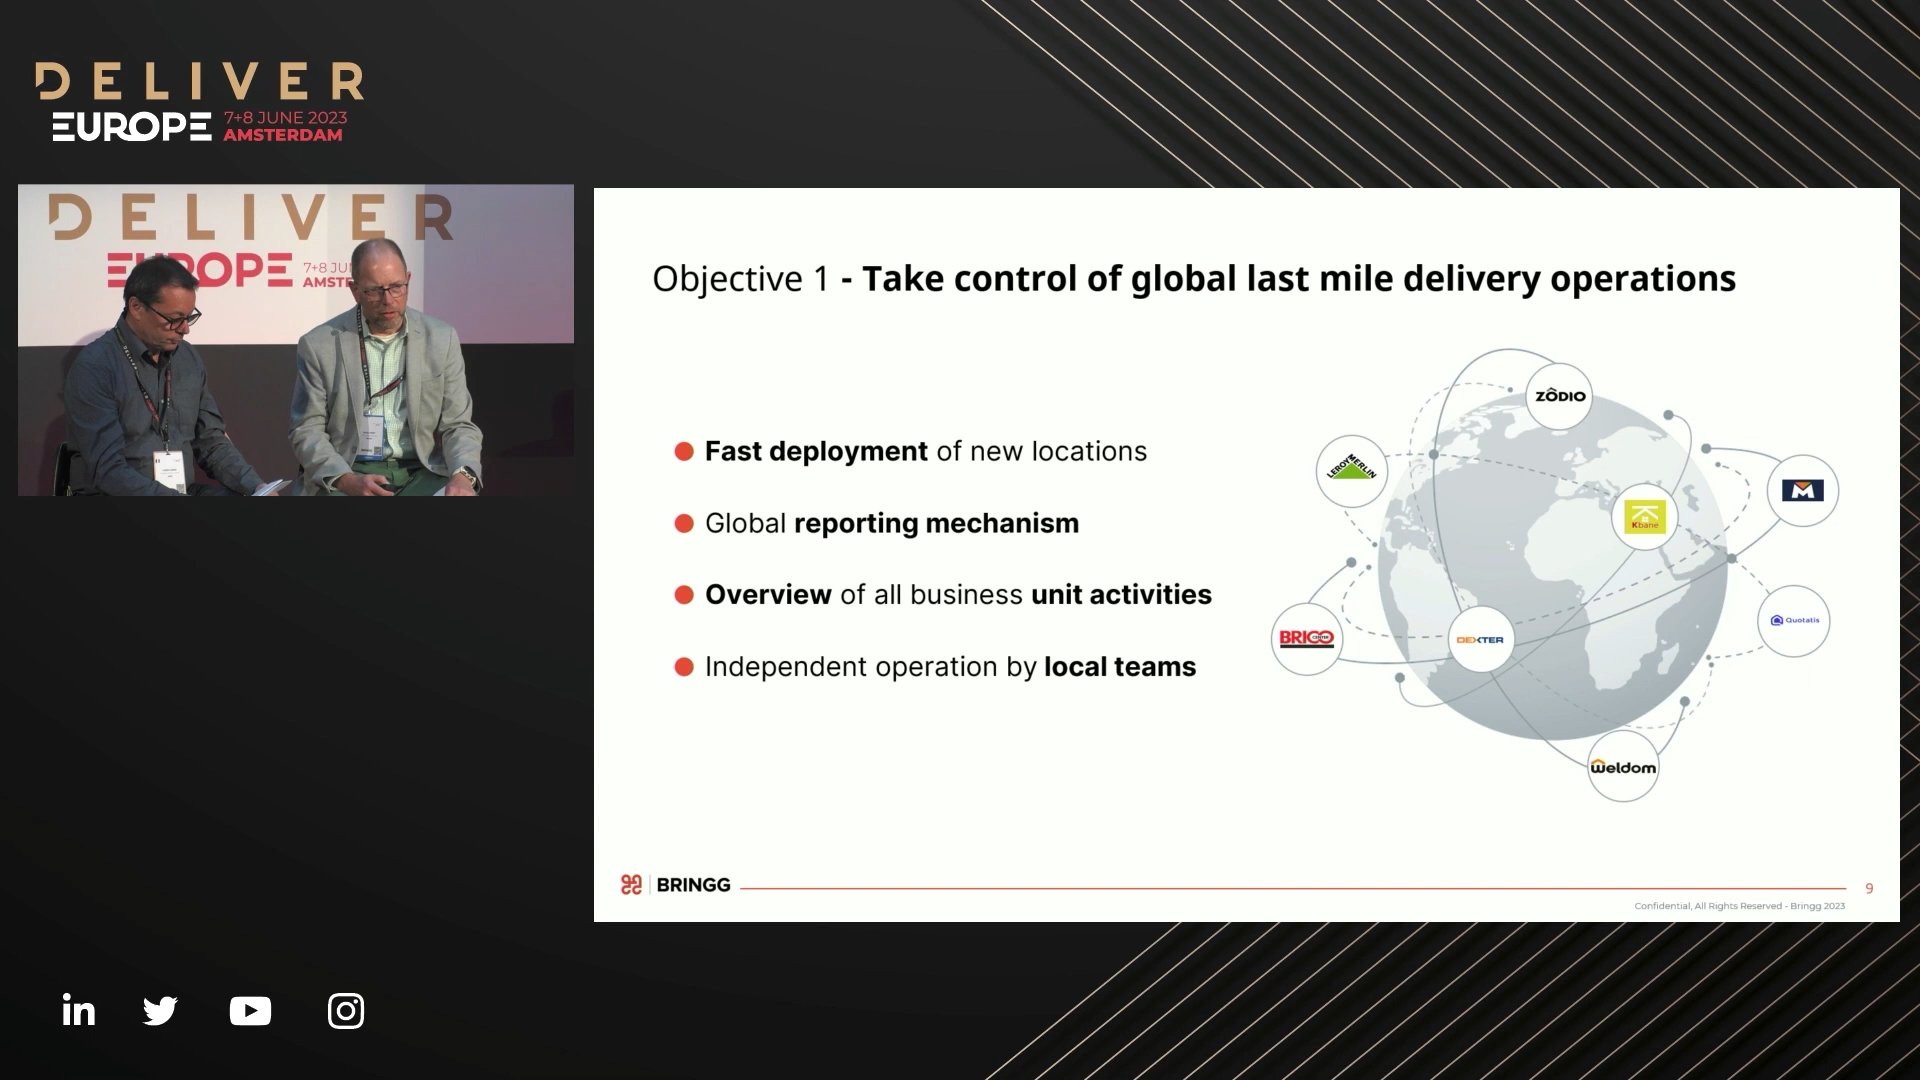 DELIVER
EUROPE 7+8 JUNE 2023
AMSTERDAM
DELIVER
EUROPE 7+8 JU
AMST
Objective 1 - Take control of global last mile delivery operations
Fast deployment of new locations
Global reporting mechanism
Overview of all business unit activities
Independent operation by local teams
ZÔDIO
LEROY MERLIN
M
Kbane
Quotatis
BRICO CENTER
DEXTER
weldom
BRINGG
9
Confidential, All Rights Reserved - Bringg 2023
in